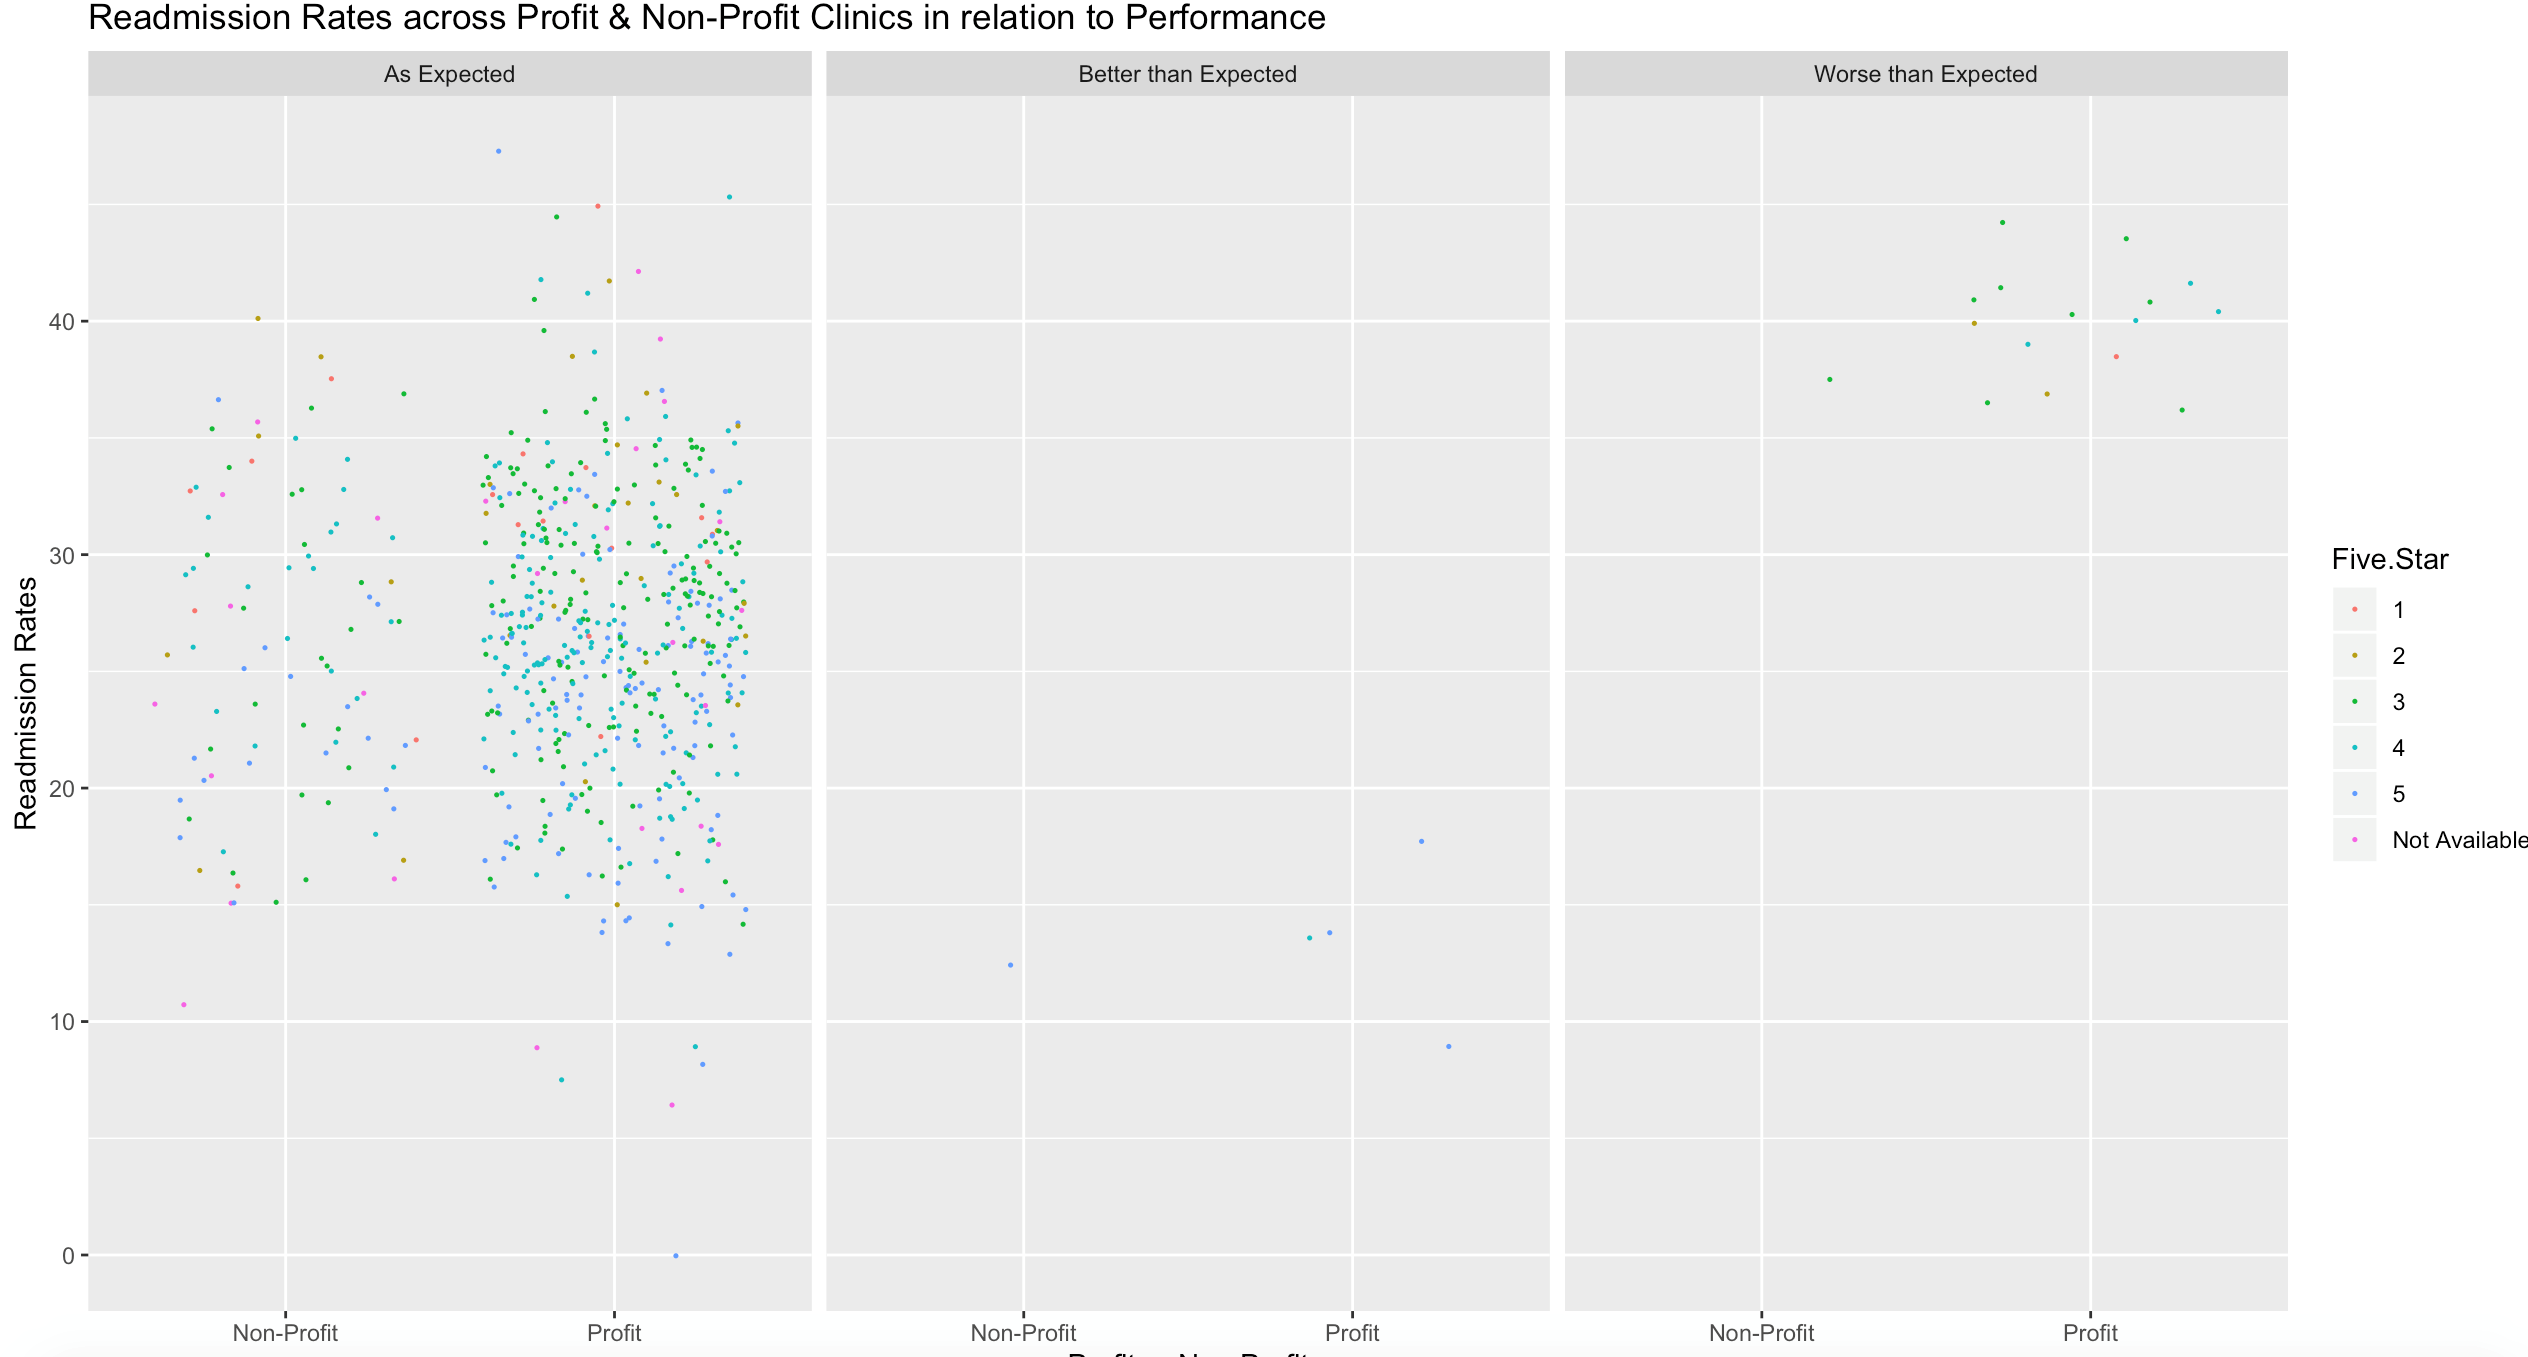 Readmission Rates across Profit & Non-Profit Clinics in relation to Performance
As Expected
Better than Expected
Worse than Expected
Readmission Rates
40
30
20
10
0
Non-Profit
Profit
Non-Profit
Profit
Non-Profit
Profit
Five.Star
1
2
3
4
5
Not Available